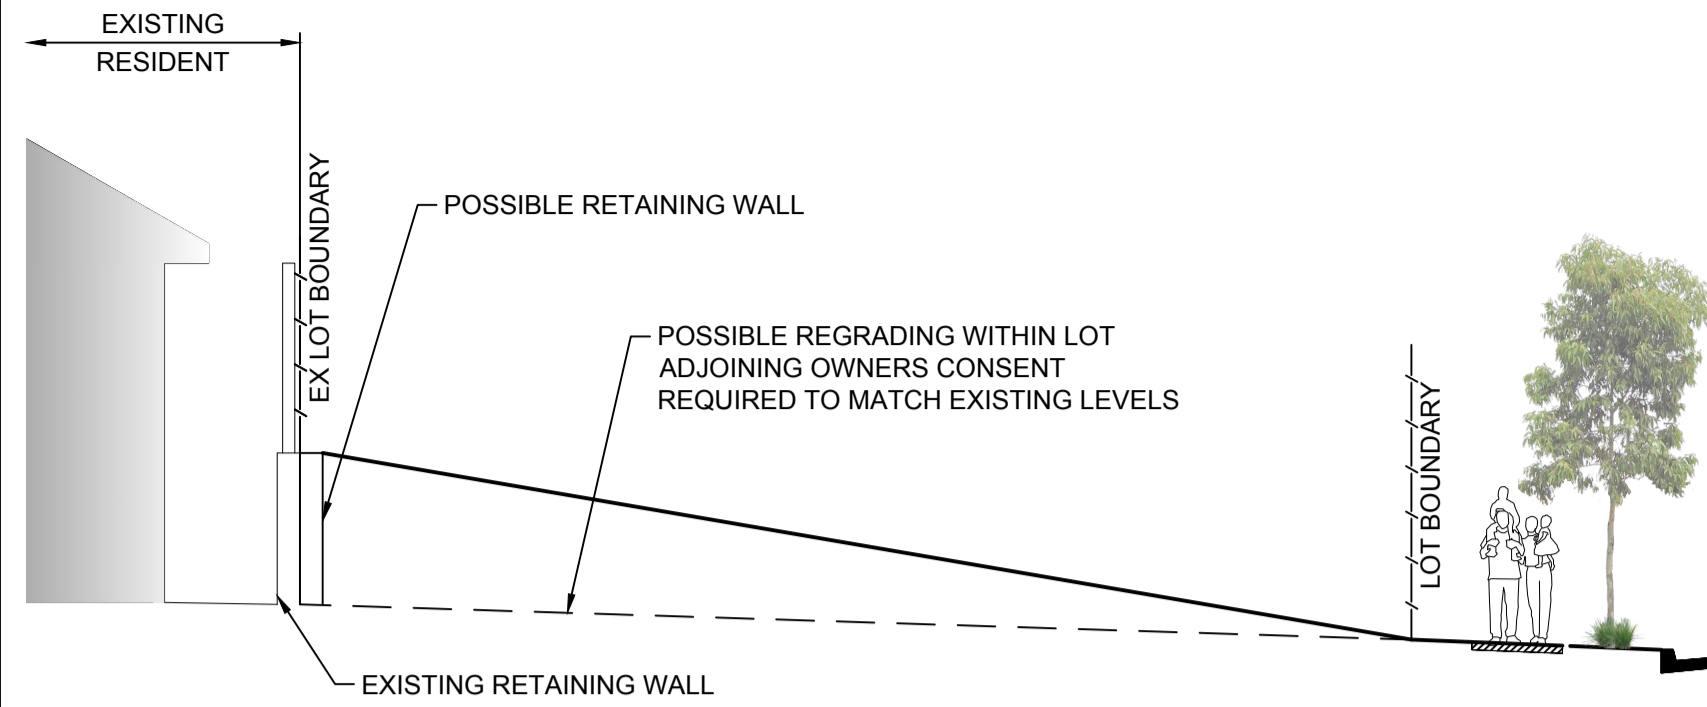 EXISTING
RESIDENT
EX LOT BOUNDARY
POSSIBLE RETAINING WALL
POSSIBLE REGRADING WITHIN LOT
ADJOINING OWNERS CONSENT
REQUIRED TO MATCH EXISTING LEVELS
LOT BOUNDARY
EXISTING RETAINING WALL